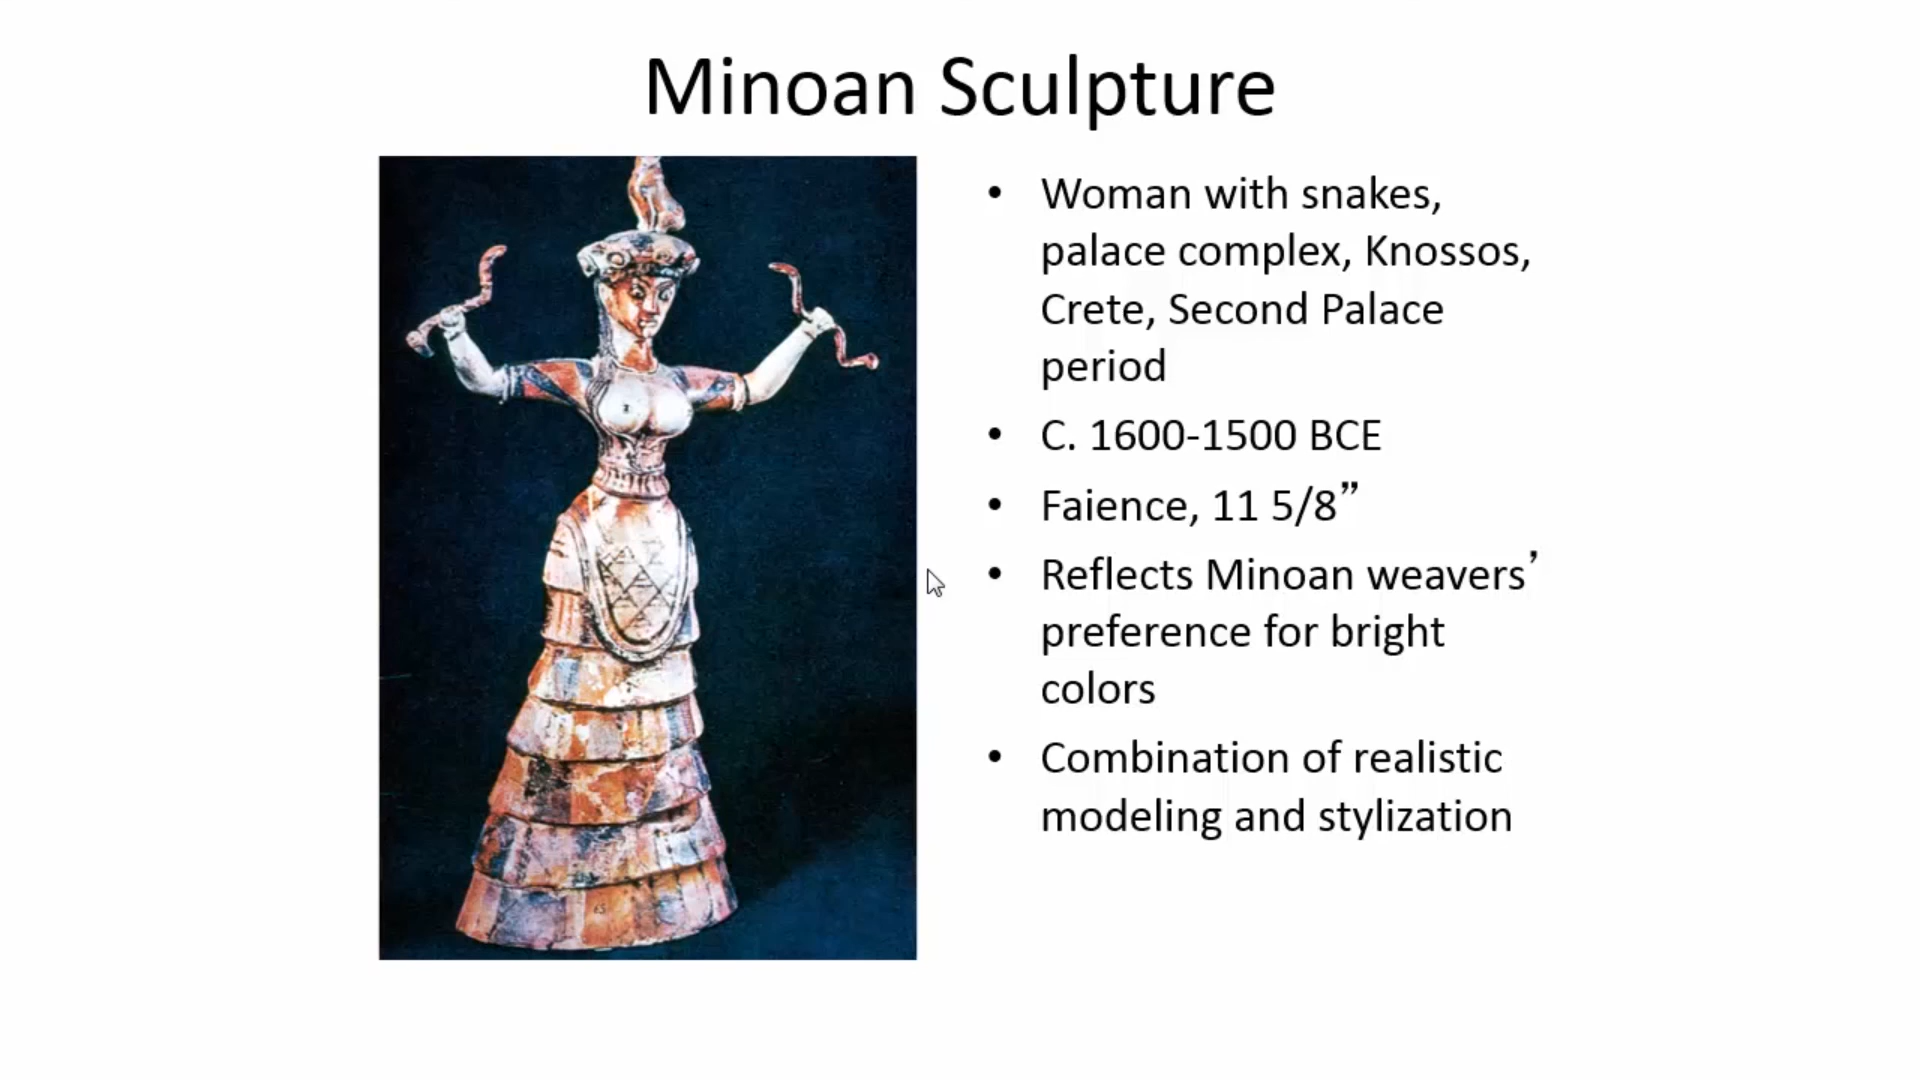 Minoan Sculpture
• Woman with snakes,
palace complex, Knossos,
Crete, Second Palace
period
• C. 1600-1500 BCE
• Faience, 11 5/8”
• Reflects Minoan weavers’
preference for bright
colors
• Combination of realistic
modeling and stylization